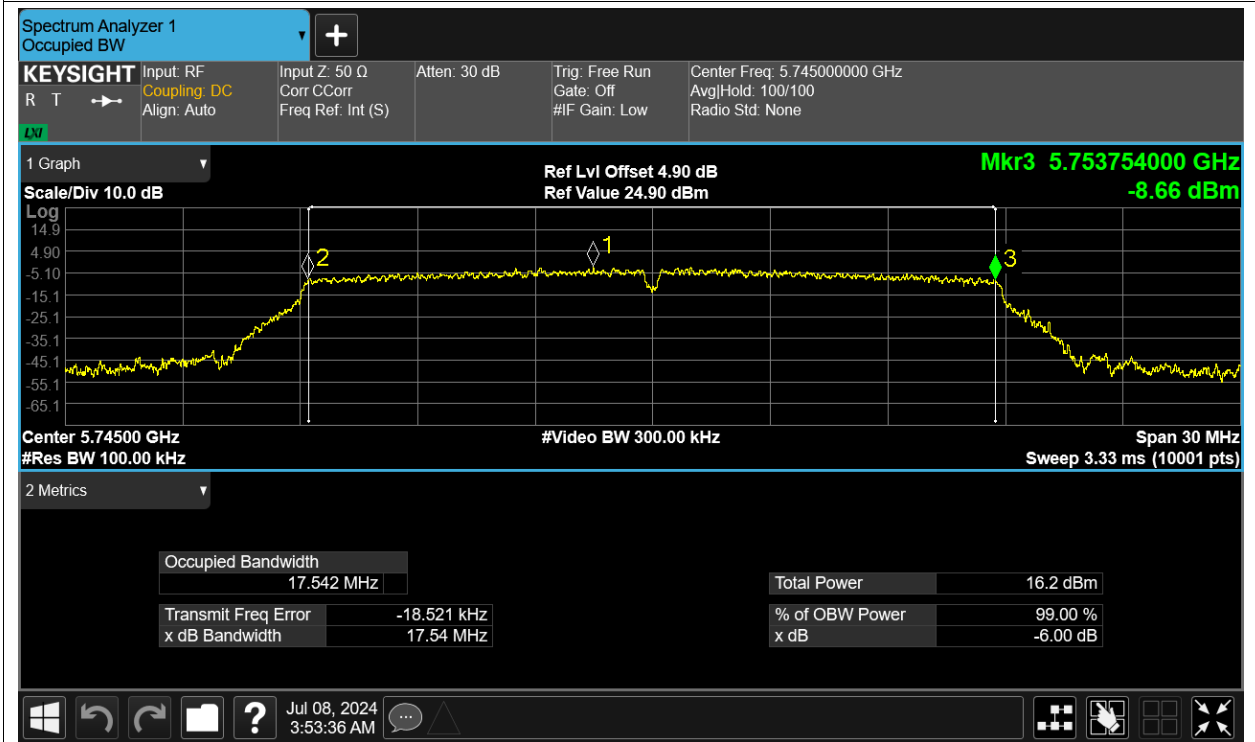 Spectrum Analyzer 1
Occupied BW
KEYSIGHT
R T
LXI
Input: RF
Coupling: DC
Align: Auto
Input Z: 50 Ω
Corr CCorr
Freq Ref: Int (S)
Atten: 30 dB
Trig: Free Run
Gate: Off
#IF Gain: Low
Center Freq: 5.745000000 GHz
Avg|Hold: 100/100
Radio Std: None
1 Graph
Scale/Div 10.0 dB
Ref Lvl Offset 4.90 dB
Ref Value 24.90 dBm
Mkr3 5.753754000 GHz
-8.66 dBm
Log
14.9
4.90
-5.10
-15.1
-25.1
-35.1
-45.1
-55.1
-65.1
2
1
3
Center 5.74500 GHz
#Res BW 100.00 kHz
#Video BW 300.00 kHz
Span 30 MHz
Sweep 3.33 ms (10001 pts)
2 Metrics
Occupied Bandwidth
17.542 MHz
Transmit Freq Error -18.521 kHz
x dB Bandwidth 17.54 MHz
Total Power 16.2 dBm
% of OBW Power 99.00 %
x dB -6.00 dB
?
Jul 08, 2024
3:53:36 AM